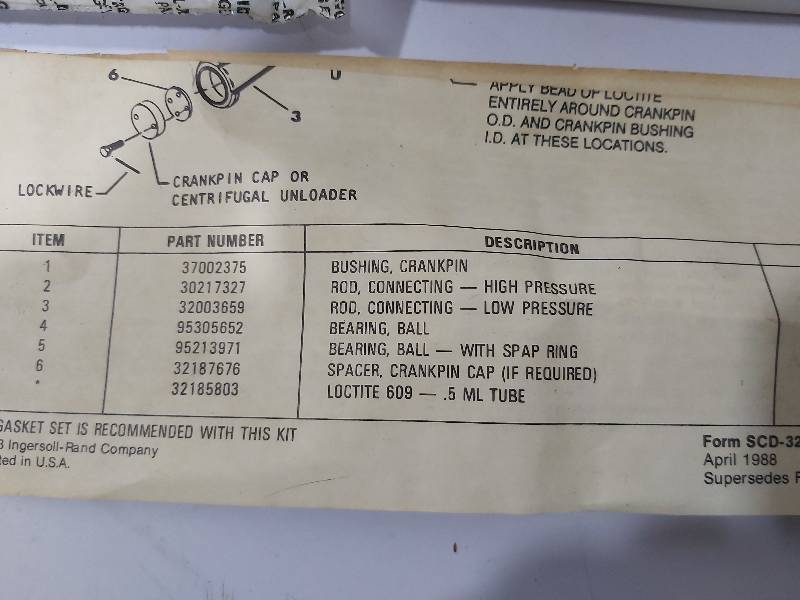 6
3
APPLY BEAD OF LOCTITE
ENTIRELY AROUND CRANKPIN
O.D. AND CRANKPIN BUSHING
I.D. AT THESE LOCATIONS.
LOCKWIRE
CRANKPIN CAP OR
CENTRIFUGAL UNLOADER
ITEM PART NUMBER DESCRIPTION
1 37002375 BUSHING, CRANKPIN
2 30217327 ROD, CONNECTING — HIGH PRESSURE
3 32003659 ROD, CONNECTING — LOW PRESSURE
4 95305652 BEARING, BALL
5 95213971 BEARING, BALL — WITH SPAP RING
6 32187676 SPACER, CRANKPIN CAP (IF REQUIRED)
* 32185803 LOCTITE 609 — .5 ML TUBE
GASKET SET IS RECOMMENDED WITH THIS KIT
Ingersoll-Rand Company
ted in U.S.A.
Form SCD-32
April 1988
Supersedes F